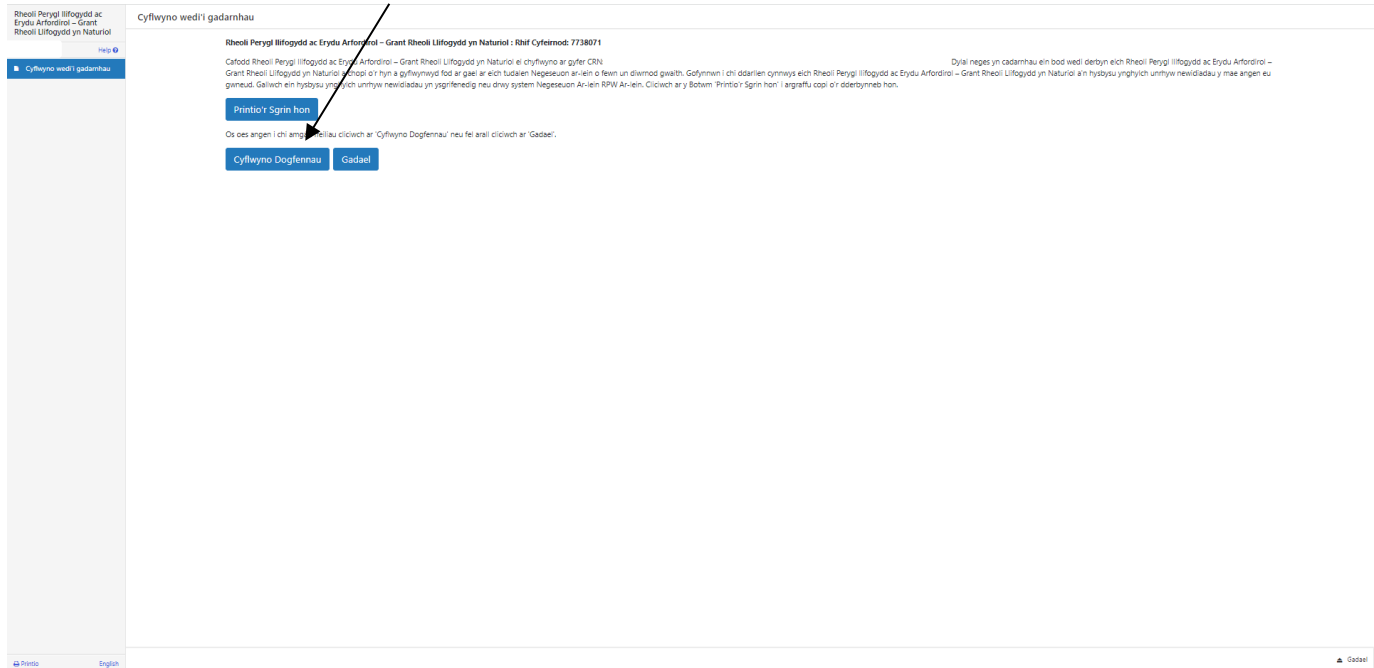 Rheoli Perygl llifogydd ac
Erydu Arfordirol – Grant
Rheoli Llifogydd yn Naturiol
Help
Cyflwyno wedi'i gadarnhau
Cyflwyno wedi'i gadarnhau
Rheoli Perygl llifogydd ac Erydu Arfordirol – Grant Rheoli Llifogydd yn Naturiol : Rhif Cyfeirnod: 7738071
Cafodd Rheoli Perygl llifogydd ac Erydu Arfordirol – Grant Rheoli Llifogydd yn Naturiol ei chyflwyno ar gyfer CRN Dylai neges yn cadarnhau ein bod wedi derbyn eich Rheoli Perygl llifogydd ac Erydu Arfordirol –
Grant Rheoli Llifogydd yn Naturiol a chopi o'r hyn a gyflwynwyd fod ar gael ar eich tudalen Negeseuon ar-lein o fewn un diwrnod gwaith. Gofynnwn i chi ddarllen cynnwys eich Rheoli Perygl llifogydd ac Erydu Arfordirol – Grant Rheoli Llifogydd yn Naturiol a'n hysbysu ynghylch unrhyw newidiadau y mae angen eu
gwneud. Gallwch ein hysbysu ynghylch unrhyw newidiadau yn ysgrifenedig neu drwy system Negeseuon Ar-lein RPW Ar-lein. Cliciwch ar y Botwm 'Printio'r Sgrin hon' i argraffu copi o'r dderbynneb hon.
Printio'r Sgrin hon
Os oes angen i chi ffeiliau cliciwch ar 'Cyflwyno Dogfennau' neu fel arall cliciwch ar 'Gadael'.
Cyflwyno Dogfennau
Gadael
Printio
English
Gadael